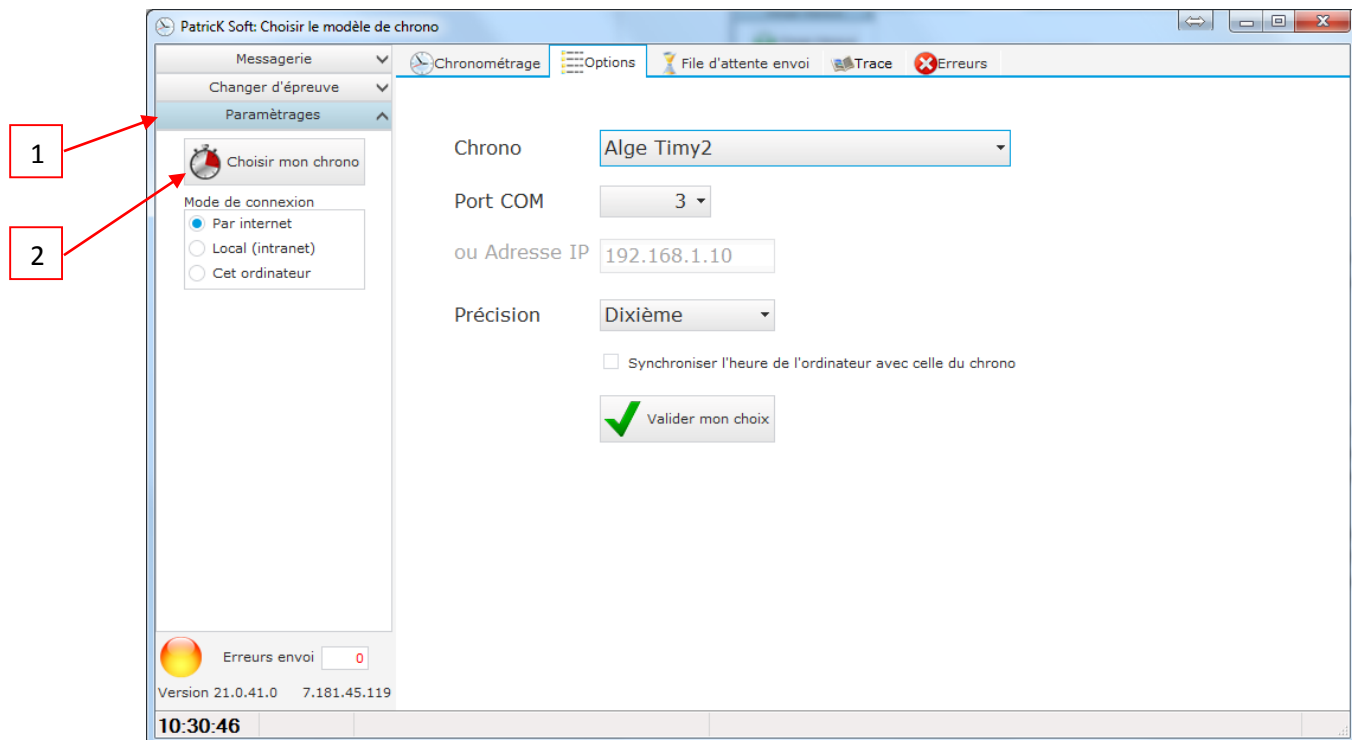 PatricK Soft: Choisir le modèle de chrono
Messagerie
Changer d'épreuve
Paramètrages
Chronométrage
Options
File d'attente envoi
Trace
Erreurs
1
2
Choisir mon chrono
Mode de connexion
Par internet
Local (intranet)
Cet ordinateur
Chrono
Alge Timy2
Port COM
3
ou Adresse IP
192.168.1.10
Précision
Dixième
Synchroniser l'heure de l'ordinateur avec celle du chrono
Valider mon choix
Erreurs envoi
0
Version 21.0.41.0
7.181.45.119
10:30:46